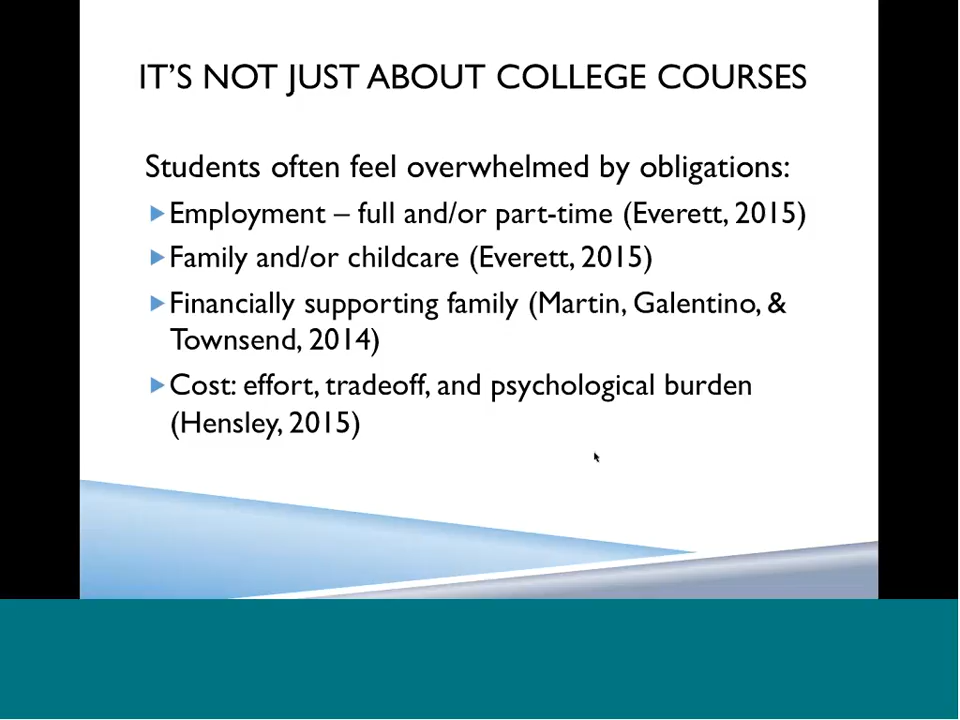 IT'S NOT JUST ABOUT COLLEGE COURSES
Students often feel overwhelmed by obligations:
Employment – full and/or part-time (Everett, 2015)
Family and/or childcare (Everett, 2015)
Financially supporting family (Martin, Galentino, &
Townsend, 2014)
Cost: effort, tradeoff, and psychological burden
(Hensley, 2015)